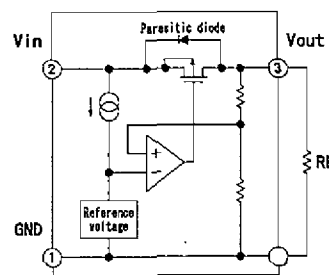 Parasitic diode
Vin
Vout
2
3
+
−
Reference
voltage
GND
1
Rl